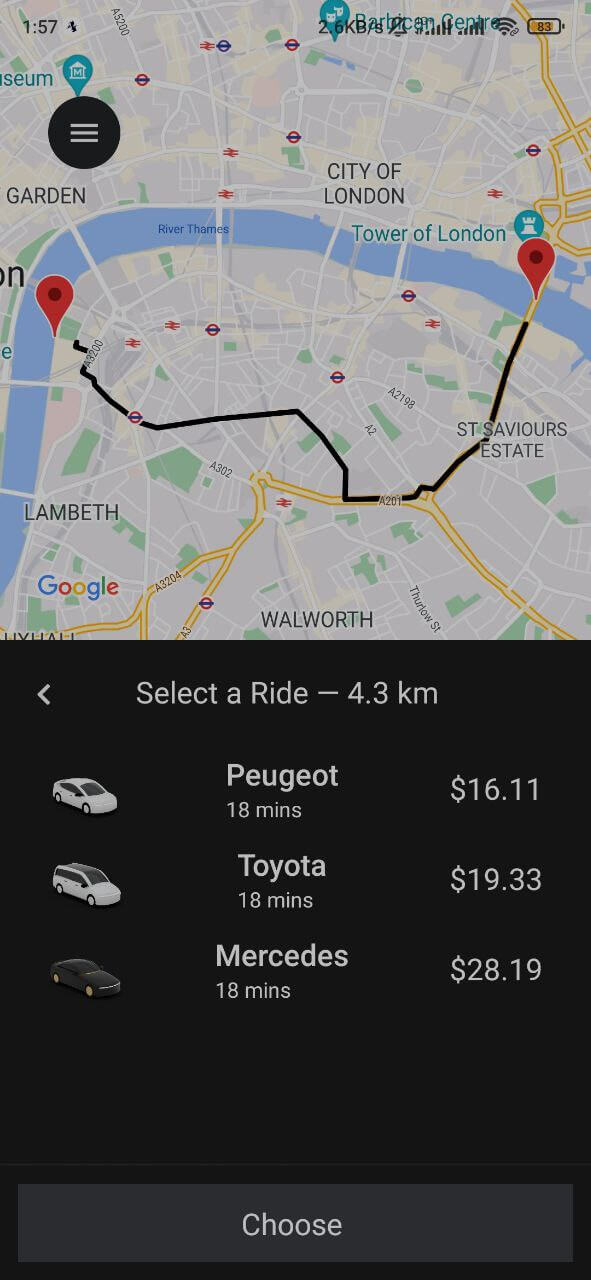 1:57
2.6KB/s
83
Barbican Centre
A5200
useum
GARDEN
CITY OF
LONDON
River Thames
Tower of London
on
e
A3200
A2198
A2
ST SAVIOURS
ESTATE
A302
A201
LAMBETH
Google
A3204
A3
Thurlow St
WALWORTH
UXHALL
Select a Ride — 4.3 km
Peugeot
18 mins
$16.11
Toyota
18 mins
$19.33
Mercedes
18 mins
$28.19
Choose